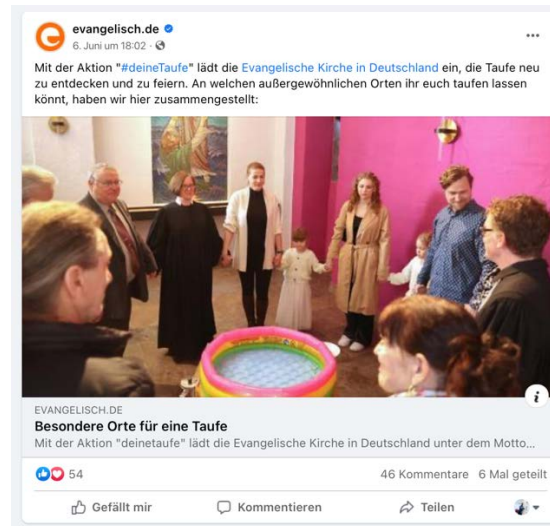 evangelisch.de
6. Juni um 18:02 ·
Mit der Aktion "#deineTaufe" lädt die Evangelische Kirche in Deutschland ein, die Taufe neu
zu entdecken und zu feiern. An welchen außergewöhnlichen Orten ihr euch taufen lassen
könnt, haben wir hier zusammengestellt:
EVANGELISCH.DE
Besondere Orte für eine Taufe
Mit der Aktion "deinetaufe" lädt die Evangelische Kirche in Deutschland unter dem Motto...
54
46 Kommentare 6 Mal geteilt
Gefällt mir
Kommentieren
Teilen